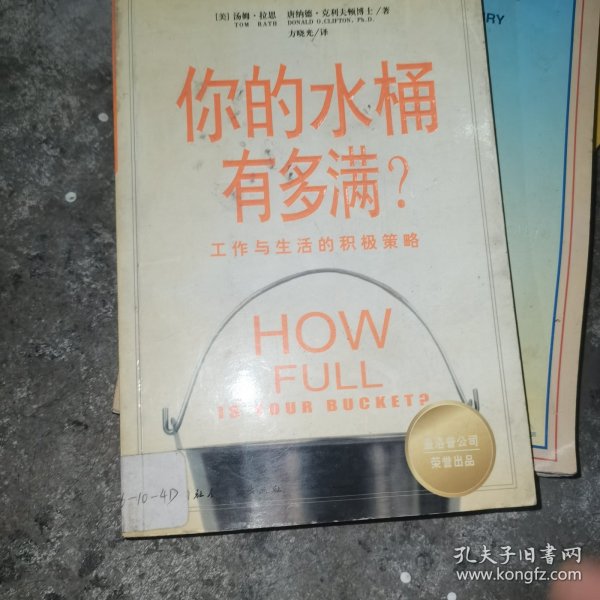 [美]汤姆·拉思 唐纳德·克利夫顿博士/著
TOM RATH DONALD O.CLIFTON, Ph.D.
方晓光/译
你的水桶
有多满?
工作与生活的积极策略
HOW
FULL
IS YOUR BUCKET?
盖洛普公司
荣誉出品
-10-4D
RY
孔夫子旧书网
www.kongfz.com